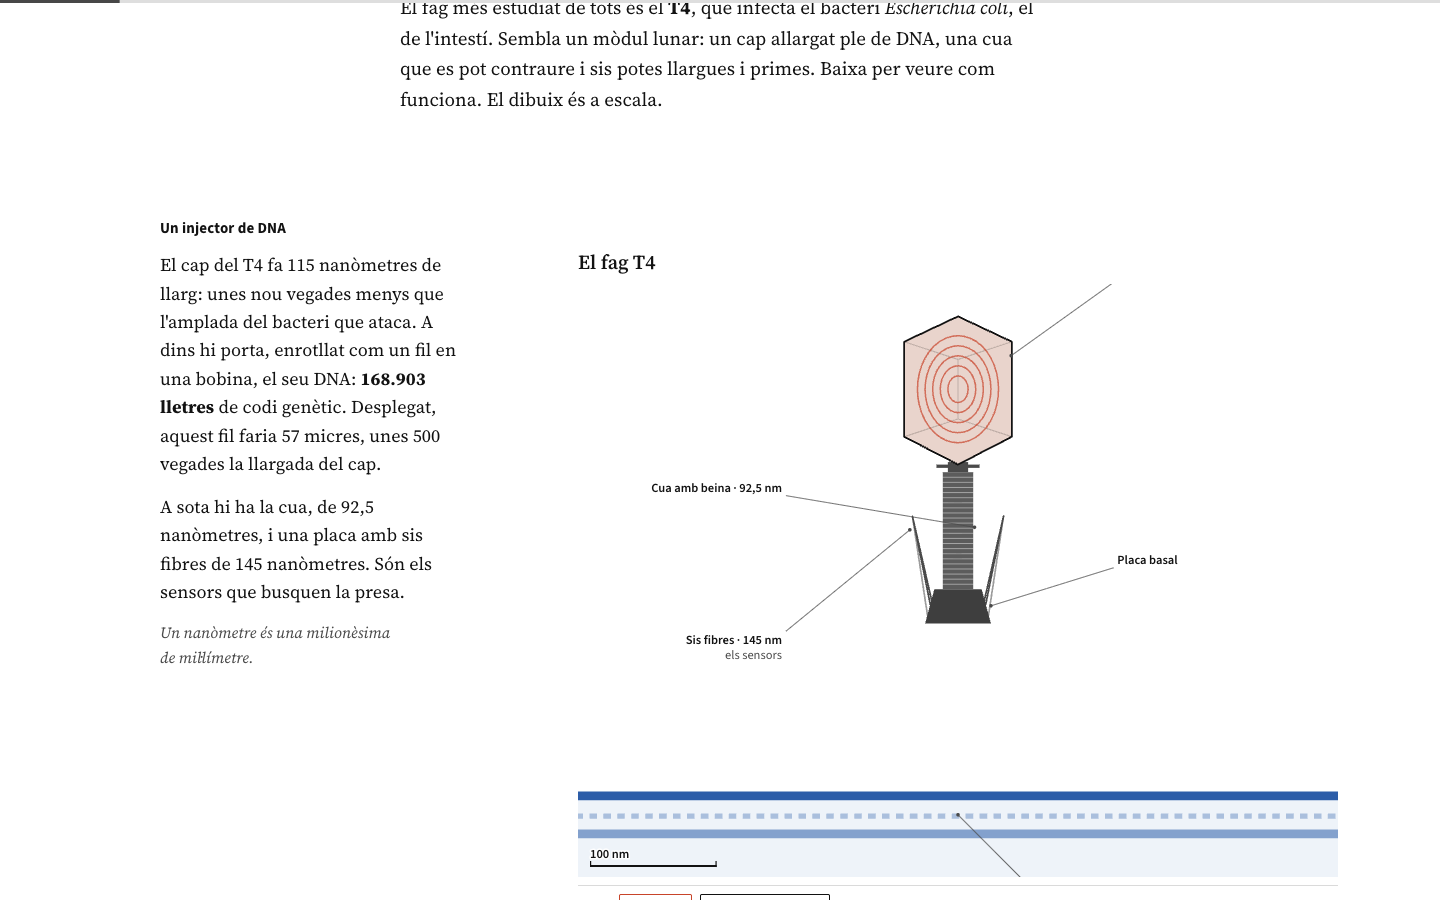 El fag més estudiat de tots és el T4, que infecta el bacteri Escherichia coli, el
de l'intestí. Sembla un mòdul lunar: un cap allargat ple de DNA, una cua
que es pot contraure i sis potes llargues i primes. Baixa per veure com
funciona. El dibuix és a escala.
Un injector de DNA
El cap del T4 fa 115 nanòmetres de
llarg: unes nou vegades menys que
l'amplada del bacteri que ataca. A
dins hi porta, enrotllat com un fil en
una bobina, el seu DNA: 168.903
lletres de codi genètic. Desplegat,
aquest fil faria 57 micres, unes 500
vegades la llargada del cap.
A sota hi ha la cua, de 92,5
nanòmetres, i una placa amb sis
fibres de 145 nanòmetres. Són els
sensors que busquen la presa.
Un nanòmetre és una milionèsima
de mil·límetre.
El fag T4
Cua amb beina · 92,5 nm
Placa basal
Sis fibres · 145 nm
els sensors
100 nm